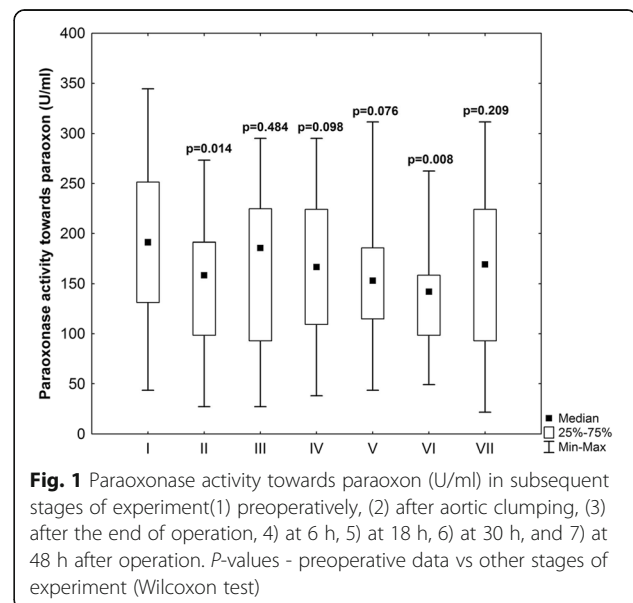 400
350
300
250
200
150
100
50
0
Paraoxonase activity towards paraoxon (U/ml)
p=0.014
p=0.484
p=0.098
p=0.076
p=0.008
p=0.209
I II III IV V VI VII
Median
25%-75%
Min-Max
Fig. 1 Paraoxonase activity towards paraoxon (U/ml) in subsequent
stages of experiment(1) preoperatively, (2) after aortic clumping, (3)
after the end of operation, 4) at 6 h, 5) at 18 h, 6) at 30 h, and 7) at
48 h after operation. P-values - preoperative data vs other stages of
experiment (Wilcoxon test)